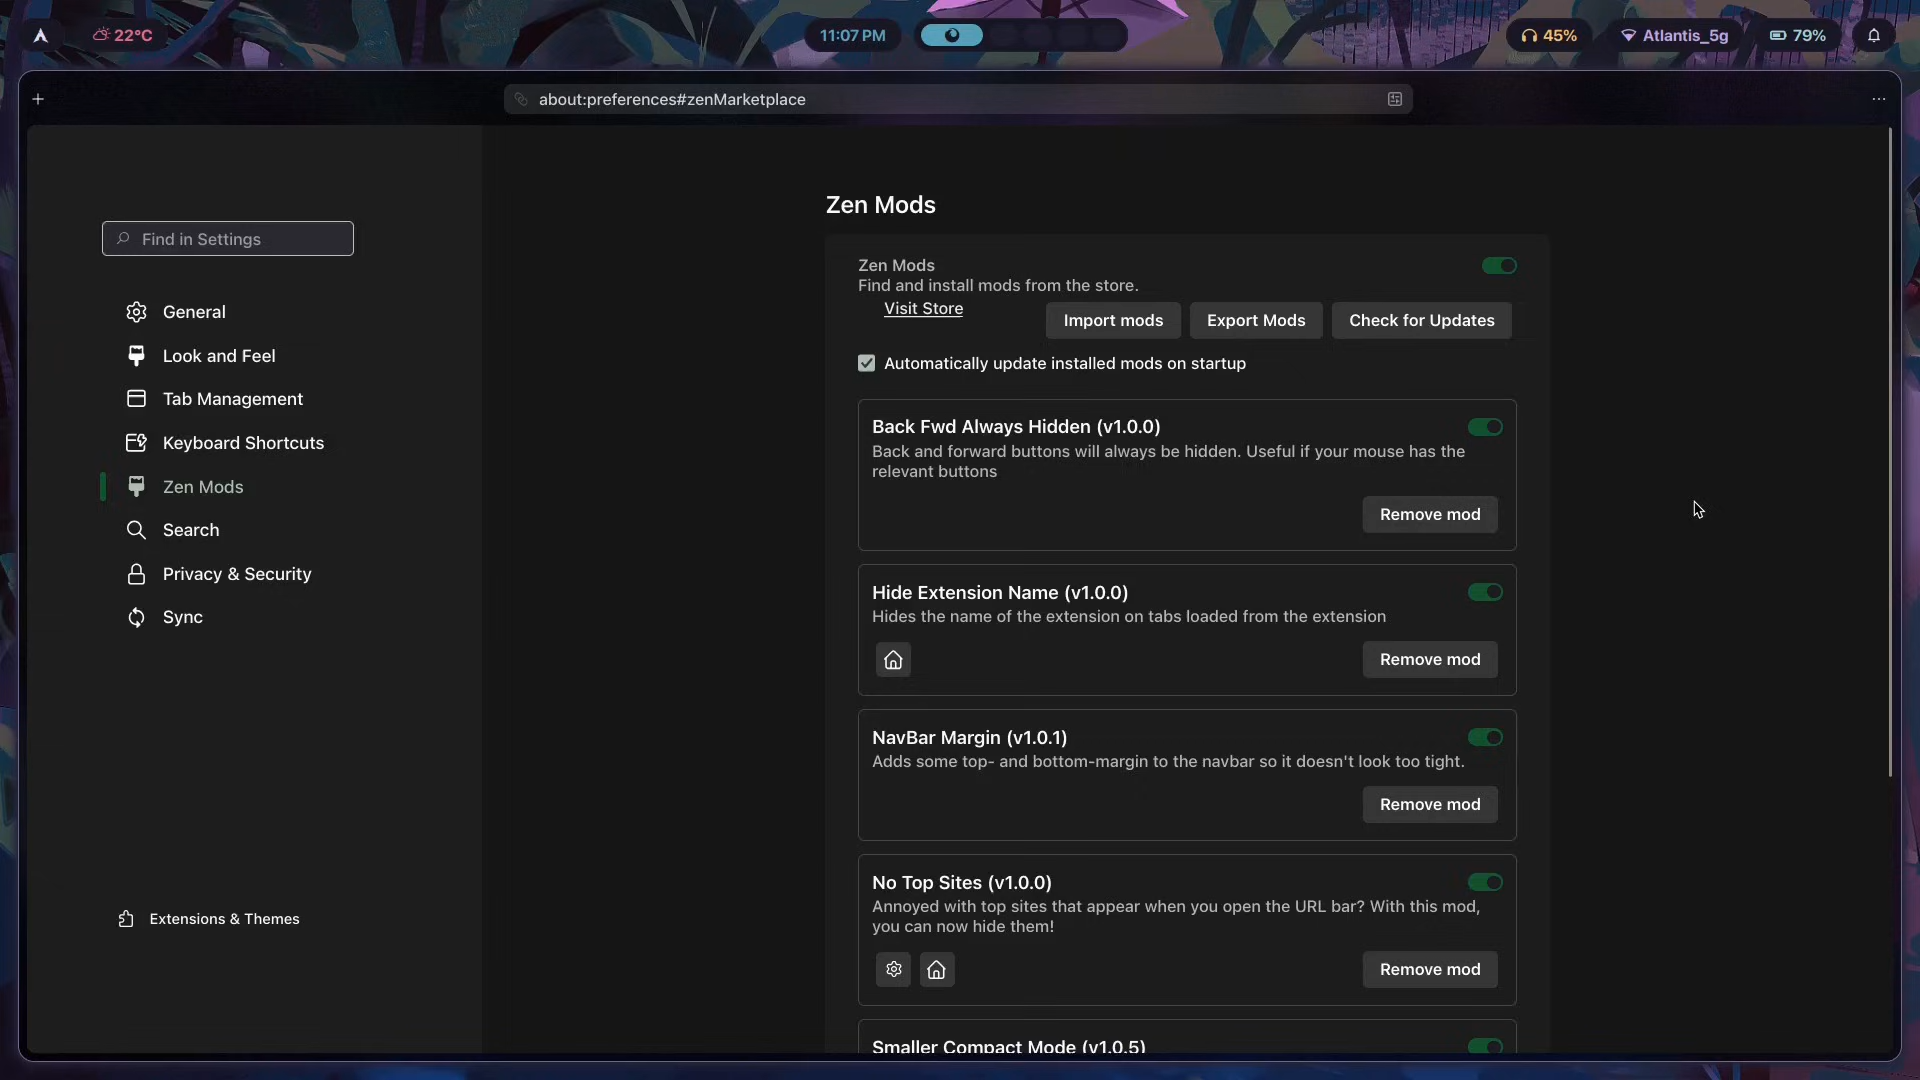 22°C
11:07 PM
45%
Atlantis_5g
79%
about:preferences#zenMarketplace
Find in Settings
General
Look and Feel
Tab Management
Keyboard Shortcuts
Zen Mods
Search
Privacy & Security
Sync
Extensions & Themes
Zen Mods
Zen Mods
Find and install mods from the store.
Visit Store
Import mods
Export Mods
Check for Updates
Automatically update installed mods on startup
Back Fwd Always Hidden (v1.0.0)
Back and forward buttons will always be hidden. Useful if your mouse has the
relevant buttons
Remove mod
Hide Extension Name (v1.0.0)
Hides the name of the extension on tabs loaded from the extension
Remove mod
NavBar Margin (v1.0.1)
Adds some top- and bottom-margin to the navbar so it doesn't look too tight.
Remove mod
No Top Sites (v1.0.0)
Annoyed with top sites that appear when you open the URL bar? With this mod,
you can now hide them!
Remove mod
Smaller Compact Mode (v1.0.5)